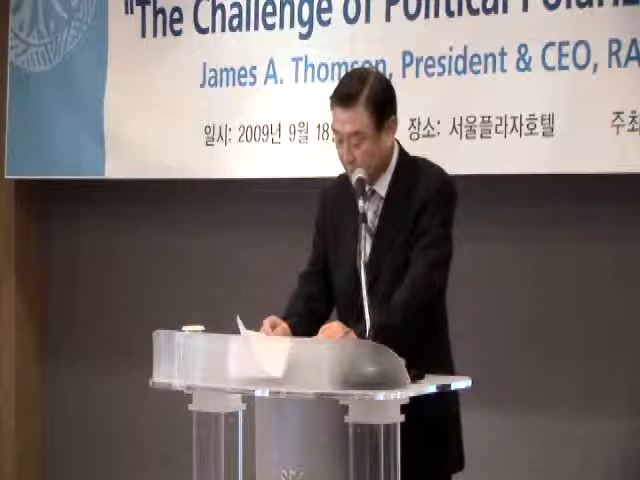 "The Challenge of Political
James A. Thomson, President & CEO, RA
일시: 2009년 9월 18 장소: 서울플라자호텔 주최